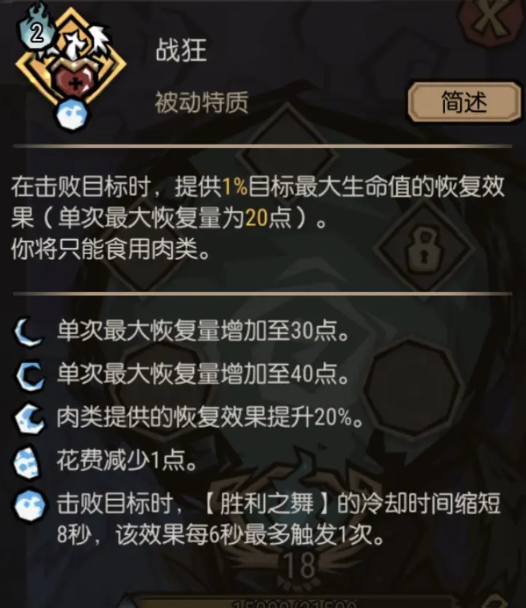 2
战狂
被动特质
简述
在击败目标时，提供1%目标最大生命值的恢复效
果（单次最大恢复量为20点）。
你将只能食用肉类。
单次最大恢复量增加至30点。
单次最大恢复量增加至40点。
肉类提供的恢复效果提升20%。
花费减少1点。
击败目标时，【胜利之舞】的冷却时间缩短
8秒，该效果每6秒最多触发1次。
18